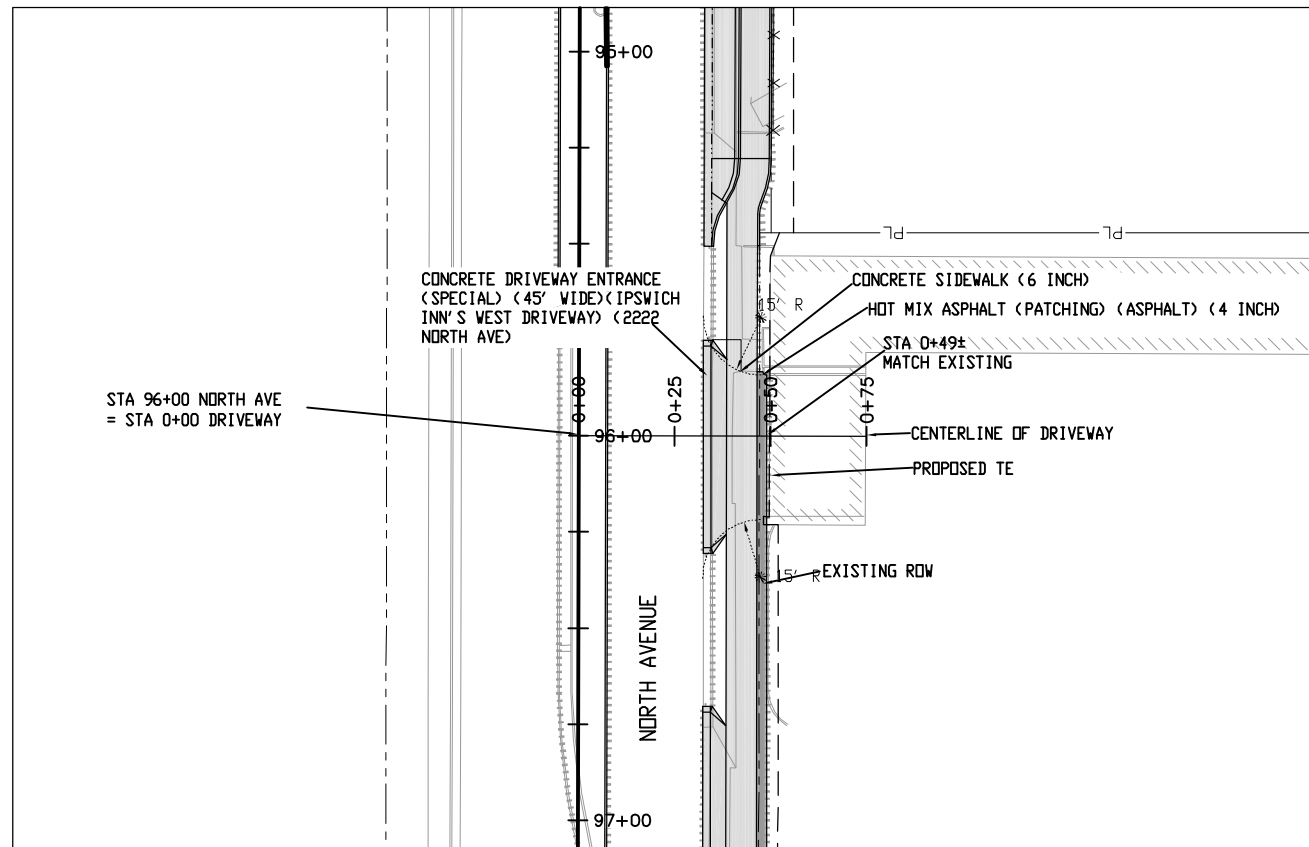 95+00
PL
PL
CONCRETE DRIVEWAY ENTRANCE
(SPECIAL) (45' WIDE)(IPSWICH
INN'S WEST DRIVEWAY) (2222
NORTH AVE)
CONCRETE SIDEWALK (6 INCH)
15' R
HOT MIX ASPHALT (PATCHING) (ASPHALT) (4 INCH)
STA 0+49±
MATCH EXISTING
STA 96+00 NORTH AVE
= STA 0+00 DRIVEWAY
0+00
0+25
0+50
0+75
96+00
CENTERLINE OF DRIVEWAY
PROPOSED TE
15' R
EXISTING ROW
NORTH AVENUE
97+00